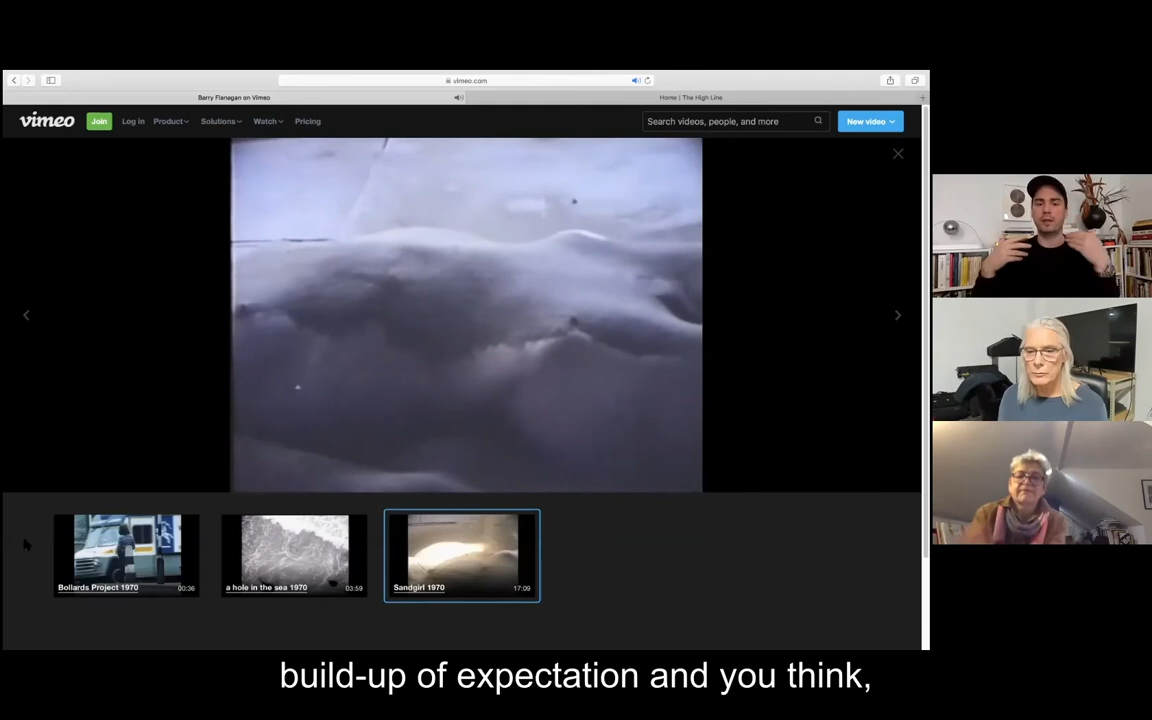 vimeo.com
Barry Flanagan on Vimeo
Home | The High Line
vimeo
Join
Log in
Product
Solutions
Watch
Pricing
Search videos, people, and more
New video
Bollards Project 1970
00:36
a hole in the sea 1970
03:59
Sandgirl 1970
17:09
build-up of expectation and you think,